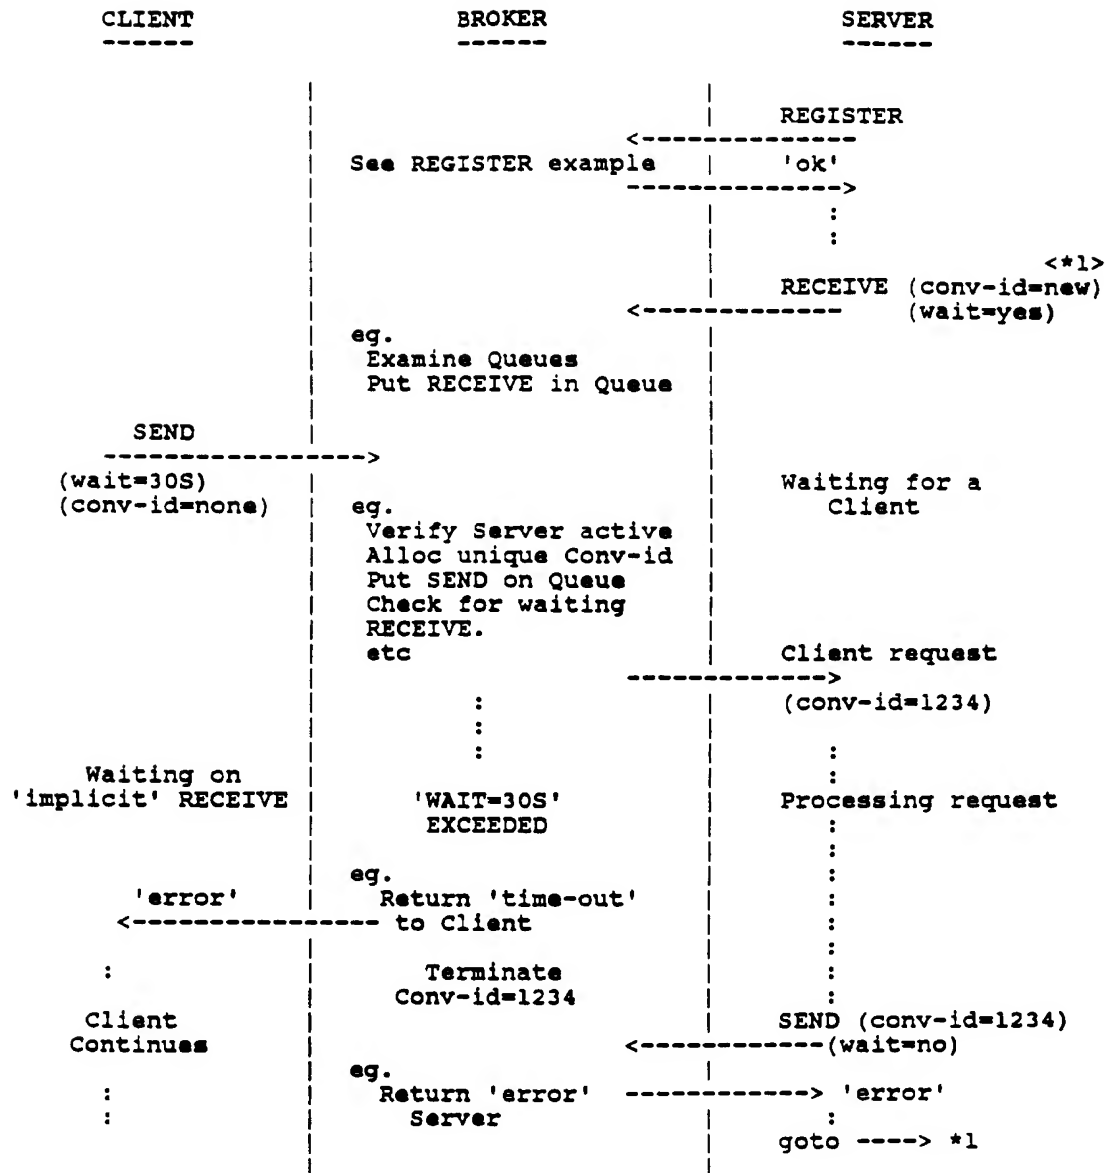 CLIENT BROKER SERVER
------ ------ ------
REGISTER
<--------------
See REGISTER example 'ok'
-------------->
:
:
<*1>
RECEIVE (conv-id=new)
<------------- (wait=yes)
eg.
Examine Queues
Put RECEIVE in Queue
SEND
----------------->
(wait=30S) Waiting for a
(conv-id=none) eg. Client
Verify Server active
Alloc unique Conv-id
Put SEND on Queue
Check for waiting
RECEIVE.
etc Client request
------------->
: (conv-id=1234)
:
: :
Waiting on :
'implicit' RECEIVE 'WAIT=30S' Processing request
EXCEEDED :
:
eg. :
'error' Return 'time-out' :
<---------------- to Client :
:
: Terminate :
Conv-id=1234 :
Client SEND (conv-id=1234)
Continues <------------(wait=no)
eg.
: Return 'error' ------------> 'error'
: Server :
goto ----> *1